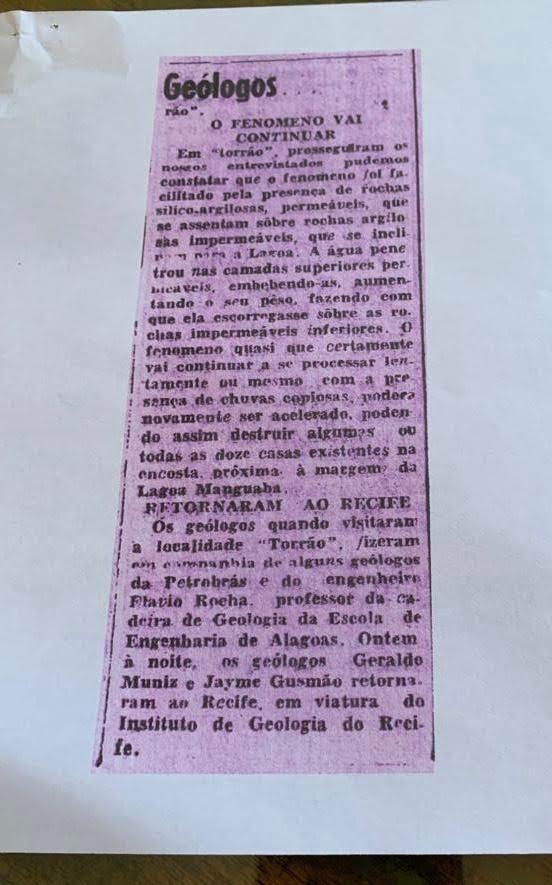 Geólogos . . .
rão".
O FENOMENO VAI
CONTINUAR
Em "torrão", prosseguiram os
nossos entrevistados pudemos
constatar que o fenomeno foi fa-
cilitado pela presença de rochas
silico-argilosas, permeáveis, que
se assentam sôbre rochas argilo
sas impermeáveis, que se incli-
para a Lagoa. A água pene
trou nas camadas superiores per-
meaveis, embebendo-as, aumen-
tando o seu pêso, fazendo com
que ela escorregasse sôbre as ro-
chas impermeáveis inferiores. O
fenomeno quasi que certamente
vai continuar a se processar len-
tamente ou mesmo com a pre
sença de chuvas copiosas, podera
novamente ser acelerado, poden
do assim destruir algumas ou
todas as doze casas existentes na
encosta, próxima à margem da
Lagoa Manguaba.
RETORNARAM AO RECIFE
Os geólogos quando visitaram
a localidade "Torrão", fizeram
em companhia de alguns geólogos
da Petrobrás e do engenheiro
Flavio Rocha, professor da ca-
deira de Geologia da Escola de
Engenharia de Alagoas. Ontem
à noite, os geólogos Geraldo
Muniz e Jayme Gusmão retorna-
ram ao Recife, em viatura do
Instituto de Geologia do Reci-
fe.